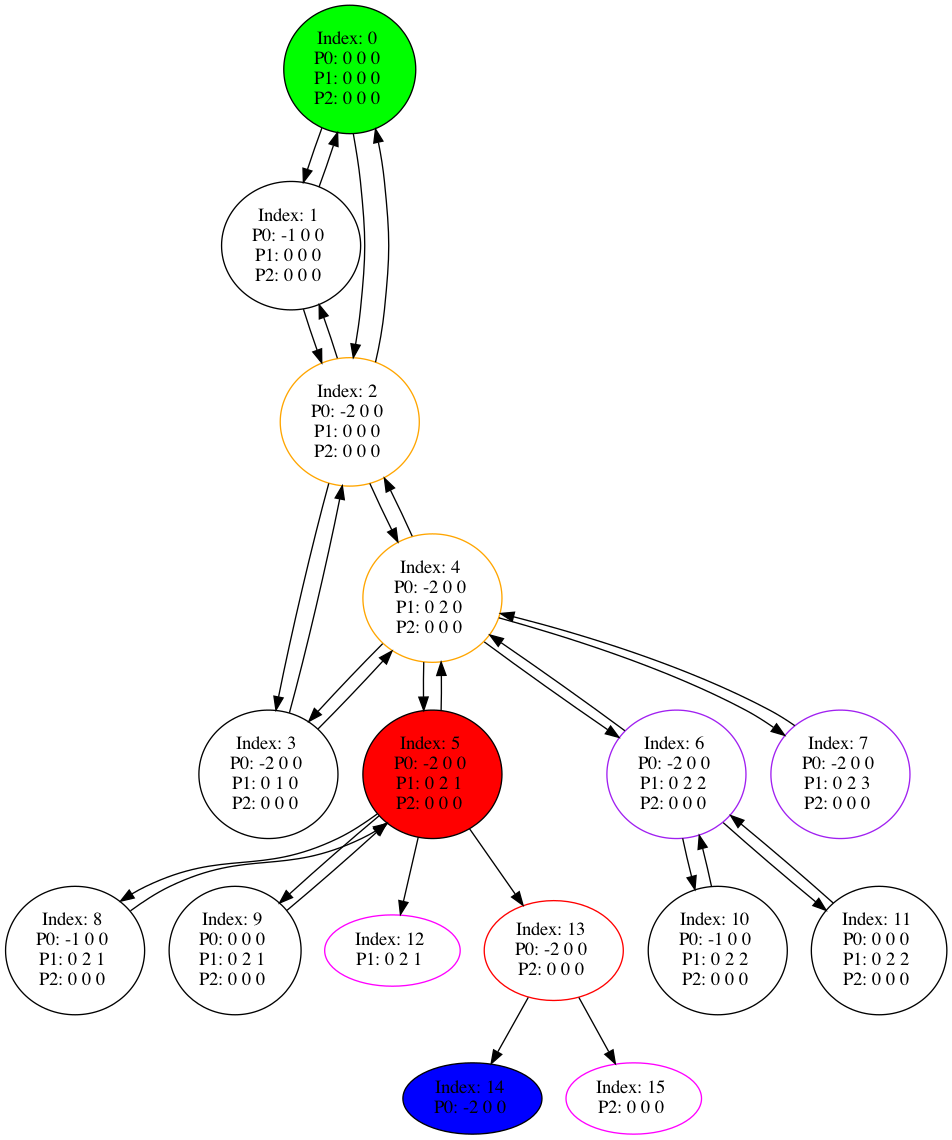 Index: 0
P0: 0 0 0
P1: 0 0 0
P2: 0 0 0
Index: 1
P0: -1 0 0
P1: 0 0 0
P2: 0 0 0
Index: 2
P0: -2 0 0
P1: 0 0 0
P2: 0 0 0
Index: 4
P0: -2 0 0
P1: 0 2 0
P2: 0 0 0
Index: 3
P0: -2 0 0
P1: 0 1 0
P2: 0 0 0
Index: 5
P0: -2 0 0
P1: 0 2 1
P2: 0 0 0
Index: 6
P0: -2 0 0
P1: 0 2 2
P2: 0 0 0
Index: 7
P0: -2 0 0
P1: 0 2 3
P2: 0 0 0
Index: 8
P0: -1 0 0
P1: 0 2 1
P2: 0 0 0
Index: 9
P0: 0 0 0
P1: 0 2 1
P2: 0 0 0
Index: 12
P1: 0 2 1
Index: 13
P0: -2 0 0
P2: 0 0 0
Index: 10
P0: -1 0 0
P1: 0 2 2
P2: 0 0 0
Index: 11
P0: 0 0 0
P1: 0 2 2
P2: 0 0 0
Index: 14
P0: -2 0 0
Index: 15
P2: 0 0 0